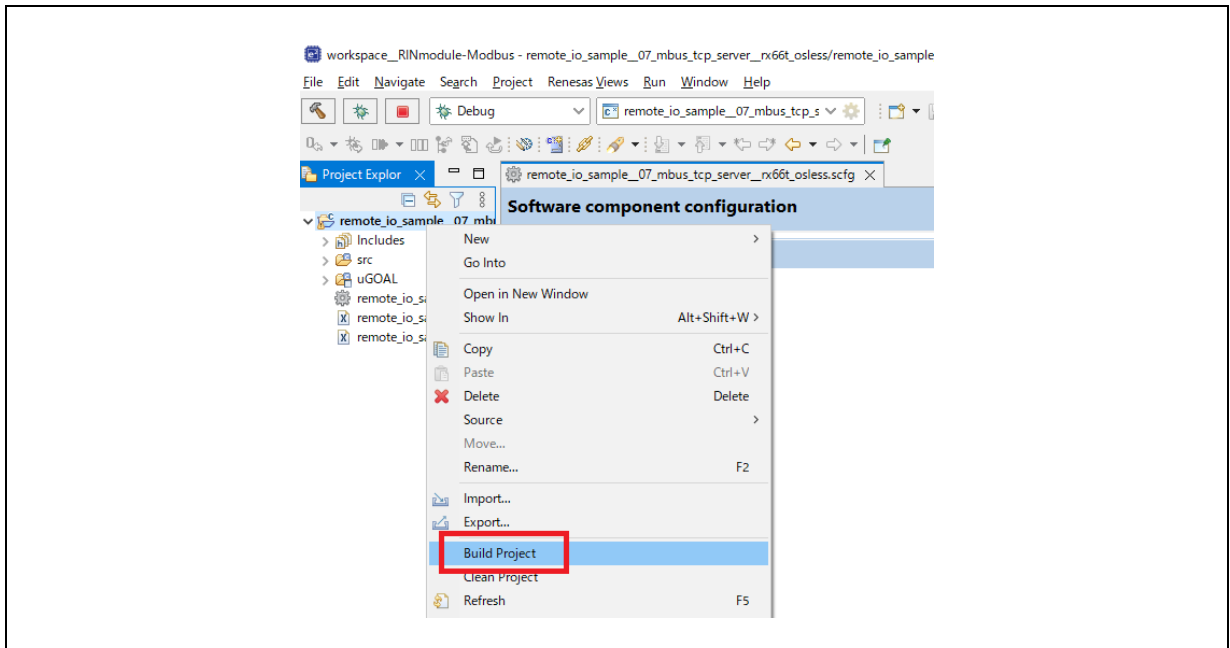 workspace__RINmodule-Modbus - remote_io_sample__07_mbus_tcp_server__rx66t_osless/remote_io_sample
File Edit Navigate Search Project Renesas Views Run Window Help
Debug remote_io_sample__07_mbus_tcp_s
Project Explor remote_io_sample__07_mbus_tcp_server__rx66t_osless.scfg
Software component configuration
remote_io_sample__07_mbu
Includes
src
uGOAL
remote_io_sa
remote_io_sa
remote_io_sa
New
Go Into
Open in New Window
Show In Alt+Shift+W >
Copy Ctrl+C
Paste Ctrl+V
Delete Delete
Source
Move...
Rename... F2
Import...
Export...
Build Project
Clean Project
Refresh F5